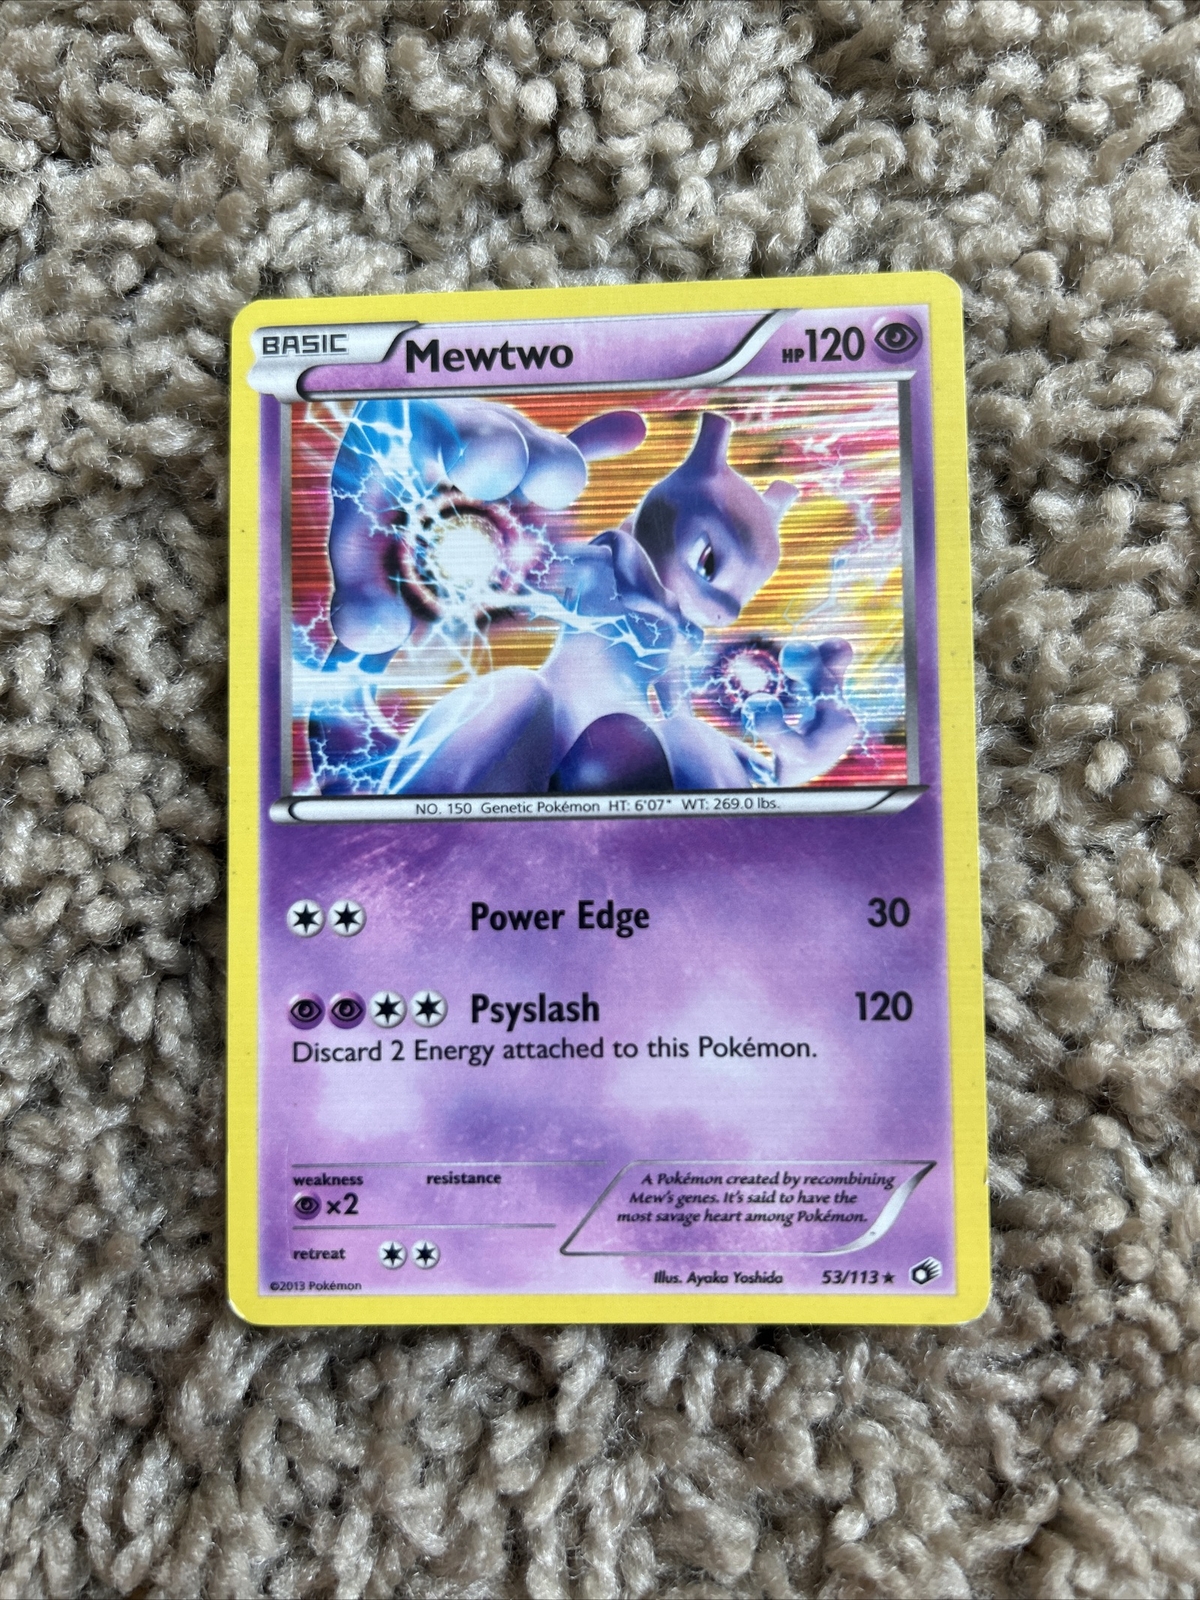 BASIC Mewtwo HP120
NO. 150 Genetic Pokémon HT: 6'07" WT: 269.0 lbs.
Power Edge 30
Psyslash 120
Discard 2 Energy attached to this Pokémon.
weakness resistance
×2
retreat
A Pokémon created by recombining
Mew's genes. It's said to have the
most savage heart among Pokémon.
Illus. Ayaka Yoshida 53/113 ★
©2013 Pokémon